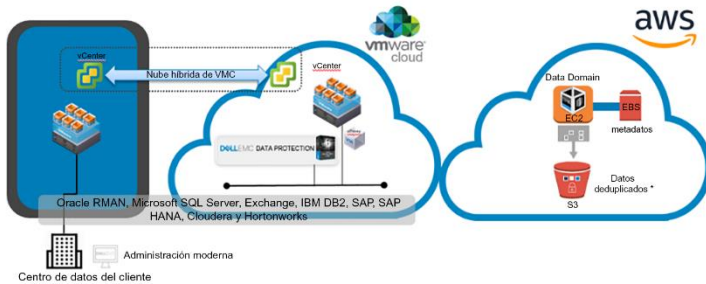 vmware
cloud
aws
vCenter
Nube híbrida de VMC
vCenter
Data Domain
EC2
EBS
metadatos
DELLEMC DATA PROTECTION
Datos
deduplicados *
S3
Oracle RMAN, Microsoft SQL Server, Exchange, IBM DB2, SAP, SAP
HANA, Cloudera y Hortonworks
Administración moderna
Centro de datos del cliente